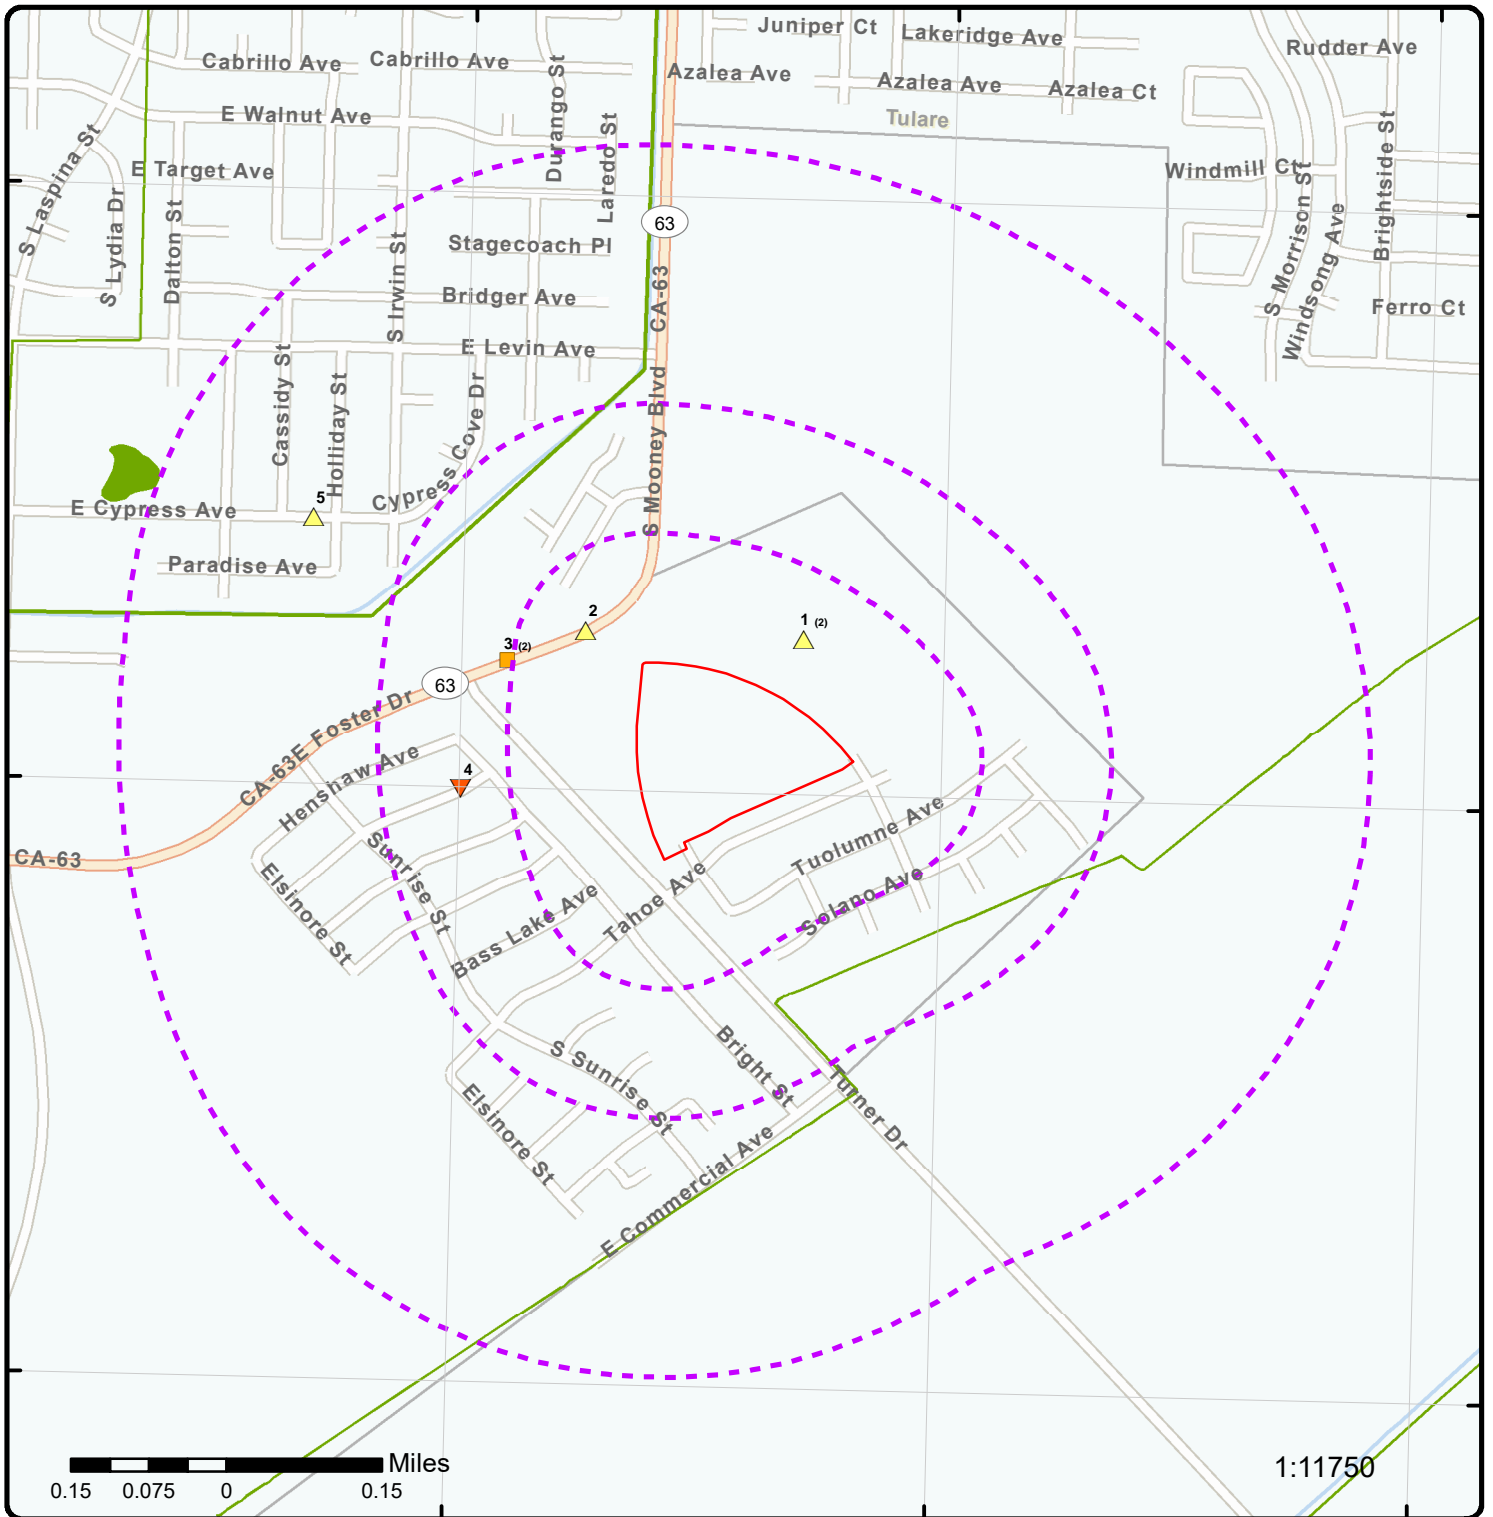 Juniper Ct
Lakeridge Ave
Rudder Ave
Cabrillo Ave
Cabrillo Ave
Durango St
Azalea Ave
Azalea Ave
Azalea Ct
E Walnut Ave
Laredo St
Tulare
Brightside St
S Laspina St
E Target Ave
Windmill Ct
S Morrison St
S Lydia Dr
Dalton St
63
Windsong Ave
S Irwin St
Stagecoach Pl
CA-63
Bridger Ave
Ferro Ct
E Levin Ave
Cassidy St
Holliday St
Cypress Cove Dr
S Mooney Blvd
5
E Cypress Ave
Paradise Ave
2
1 (2)
3 (2)
63
E Foster Dr
CA-63
Henshaw Ave
4
CA-63
Sunrise St
Elsinore St
Tuolumne Ave
Tahoe Ave
Solano Ave
Bass Lake Ave
S Sunrise St
Bright St
Turner Dr
Elsinore St
E Commercial Ave
Miles
0.15 0.075 0 0.15
1:11750